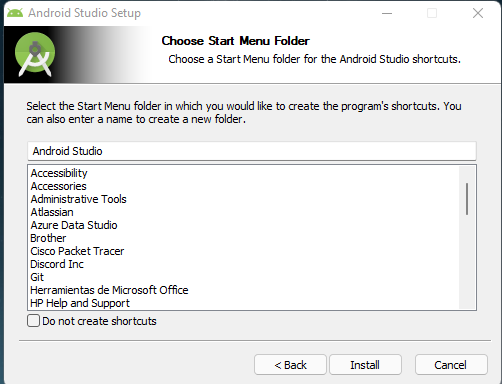 Android Studio Setup
Choose Start Menu Folder
Choose a Start Menu folder for the Android Studio shortcuts.
Select the Start Menu folder in which you would like to create the program's shortcuts. You
can also enter a name to create a new folder.
Android Studio
Accessibility
Accessories
Administrative Tools
Atlassian
Azure Data Studio
Brother
Cisco Packet Tracer
Discord Inc
Git
Herramientas de Microsoft Office
HP Help and Support
Do not create shortcuts
< Back
Install
Cancel